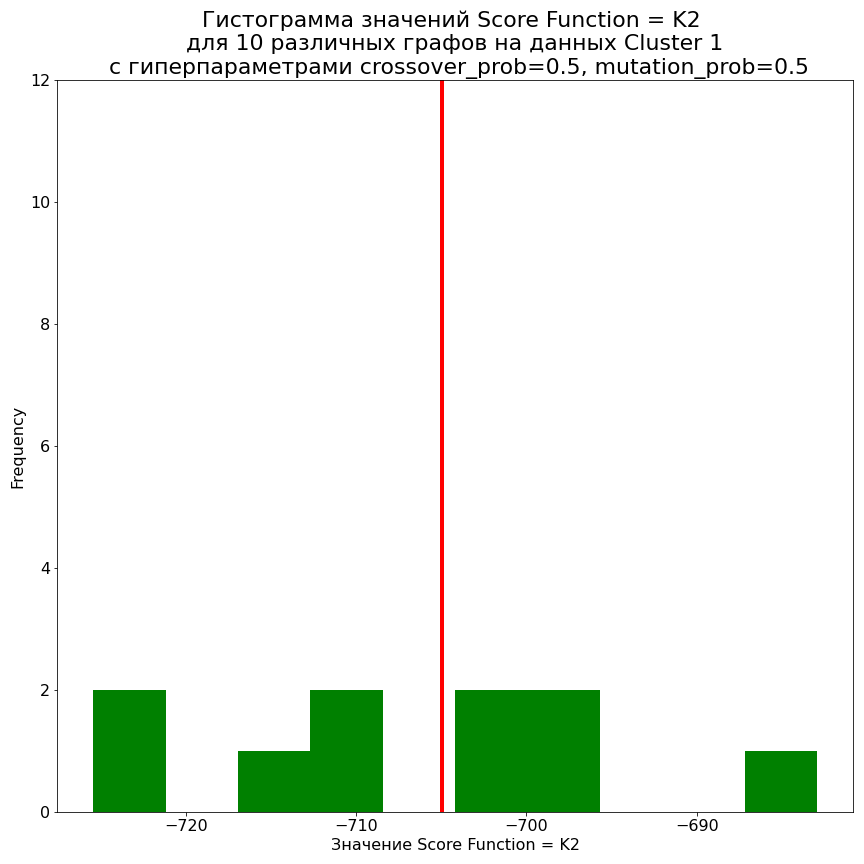 Гистограмма значений Score Function = K2
для 10 различных графов на данных Cluster 1
с гиперпараметрами crossover_prob=0.5, mutation_prob=0.5
12
10
8
6
4
2
0
Frequency
−720
−710
−700
−690
Значение Score Function = K2